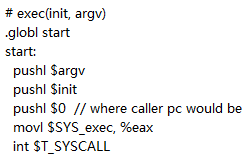 # exec(init, argv)
.globl start
start:
pushl $argv
pushl $init
pushl $0 // where caller pc would be
movl $SYS_exec, %eax
int $T_SYSCALL